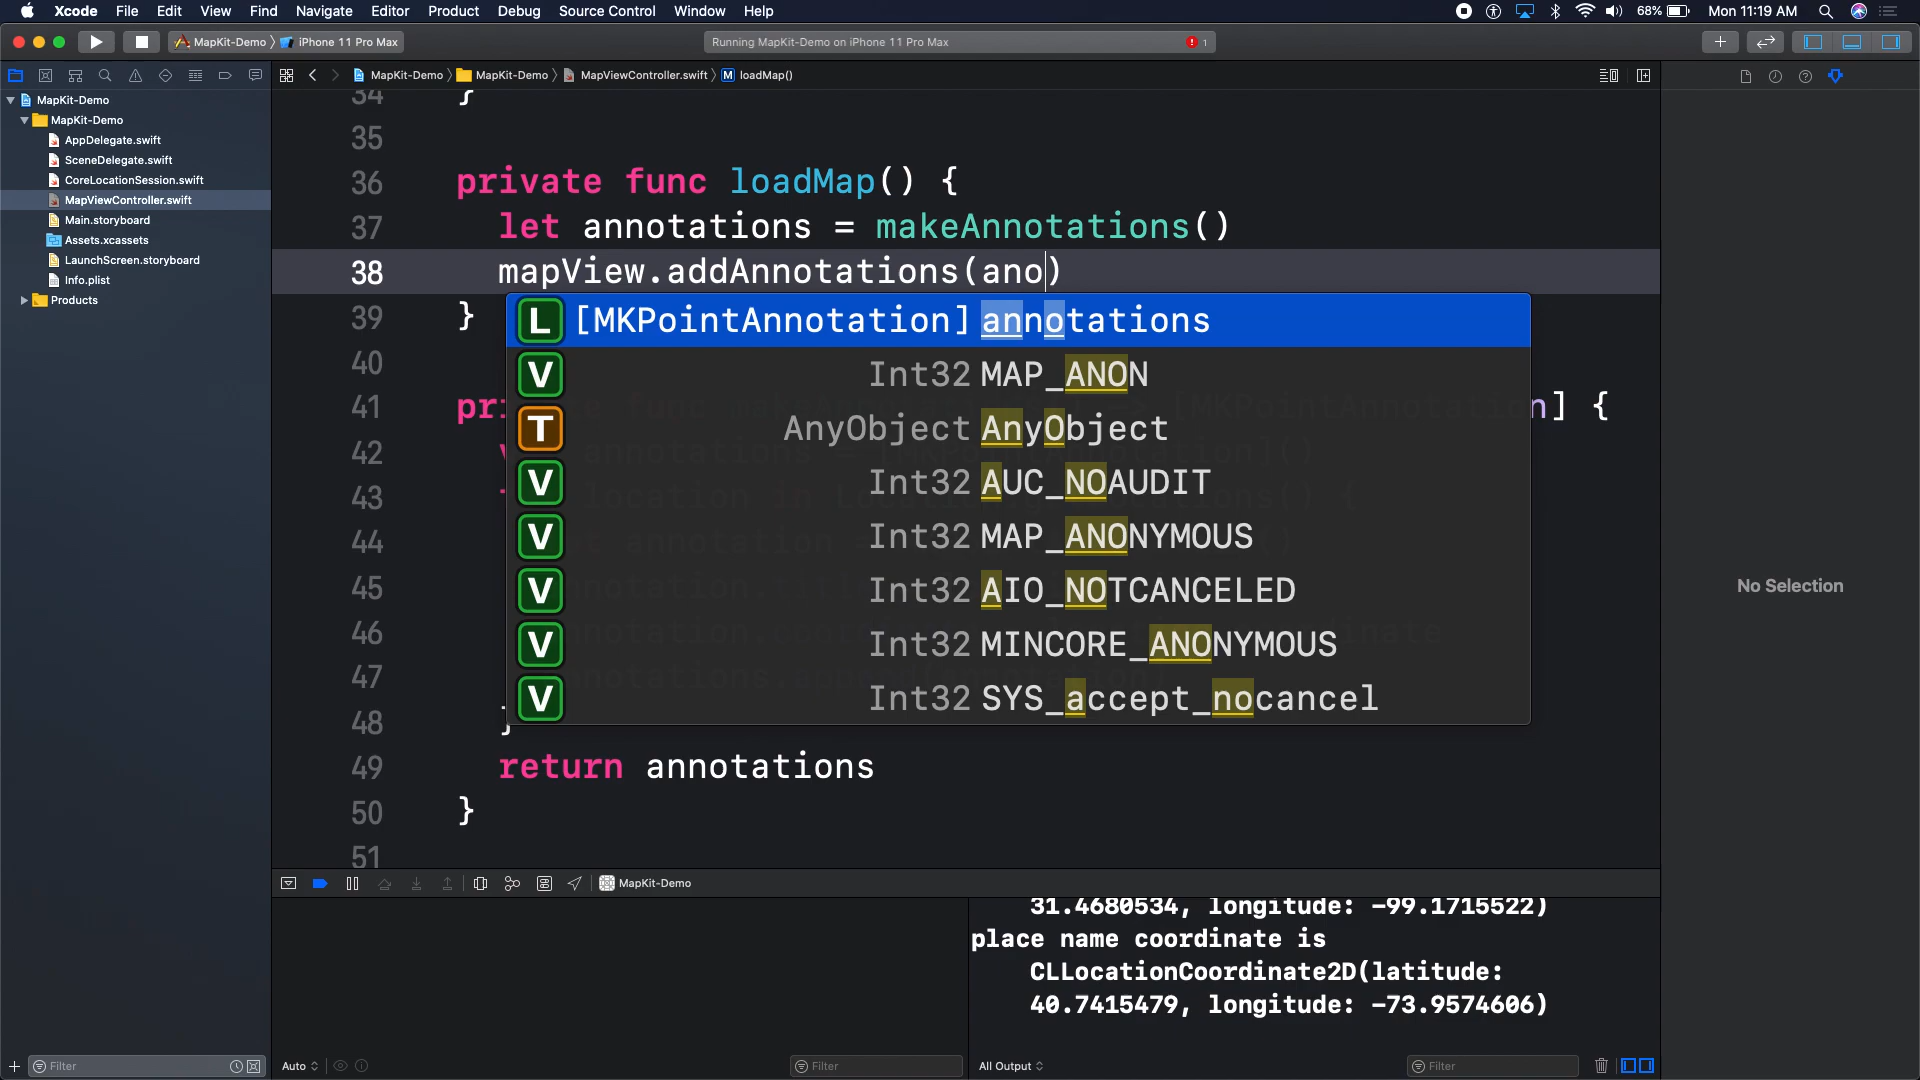 Xcode File Edit View Find Navigate Editor Product Debug Source Control Window Help 68% Mon 11:19 AM
MapKit-Demo iPhone 11 Pro Max Running MapKit-Demo on iPhone 11 Pro Max 1
MapKit-Demo MapKit-Demo MapViewController.swift M loadMap()
MapKit-Demo
MapKit-Demo
AppDelegate.swift
SceneDelegate.swift
CoreLocationSession.swift
MapViewController.swift
Main.storyboard
Assets.xcassets
LaunchScreen.storyboard
Info.plist
Products
34 }
35
36 private func loadMap() {
37 let annotations = makeAnnotations()
38 mapView.addAnnotations(ano)
39 }
40
41 n] {
42
43
44
45
46
47
48 }
49 return annotations
50 }
51
L [MKPointAnnotation] annotations
V Int32 MAP_ANON
T AnyObject AnyObject
V Int32 AUC_NOAUDIT
V Int32 MAP_ANONYMOUS
V Int32 AIO_NOTCANCELED
V Int32 MINCORE_ANONYMOUS
V Int32 SYS_accept_nocancel
No Selection
MapKit-Demo
31.4680534, longitude: -99.1715522)
place name coordinate is
CLLocationCoordinate2D(latitude:
40.7415479, longitude: -73.9574606)
Filter Auto Filter All Output Filter